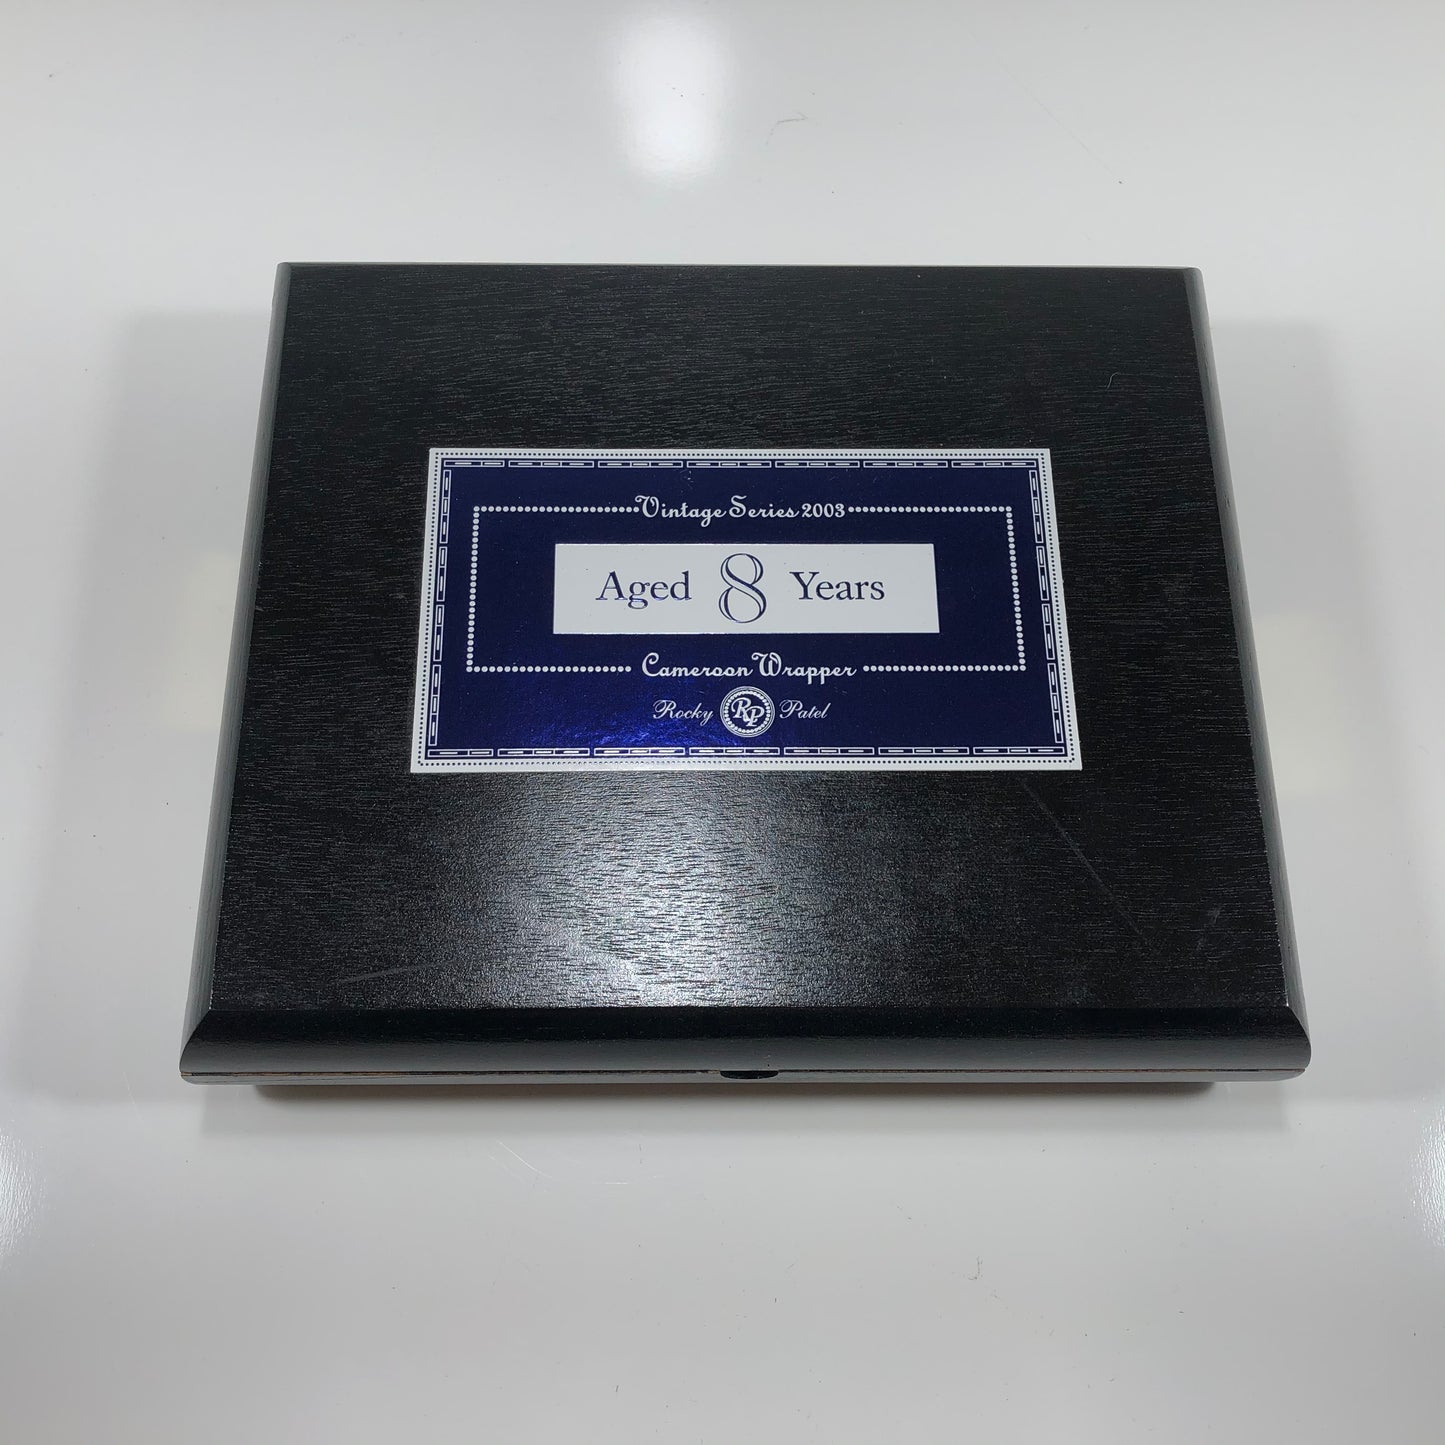 Vintage Series 2003
Aged 8 Years
Cameroon Wrapper
Rocky RP Patel